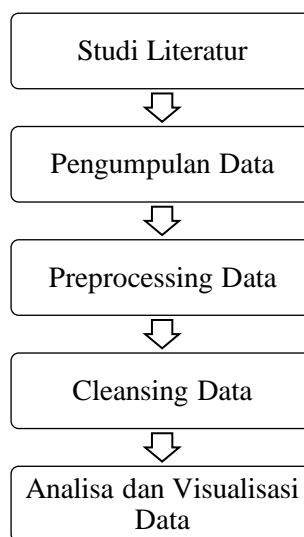 Studi Literatur
Pengumpulan Data
Preprocessing Data
Cleansing Data
Analisa dan Visualisasi
Data